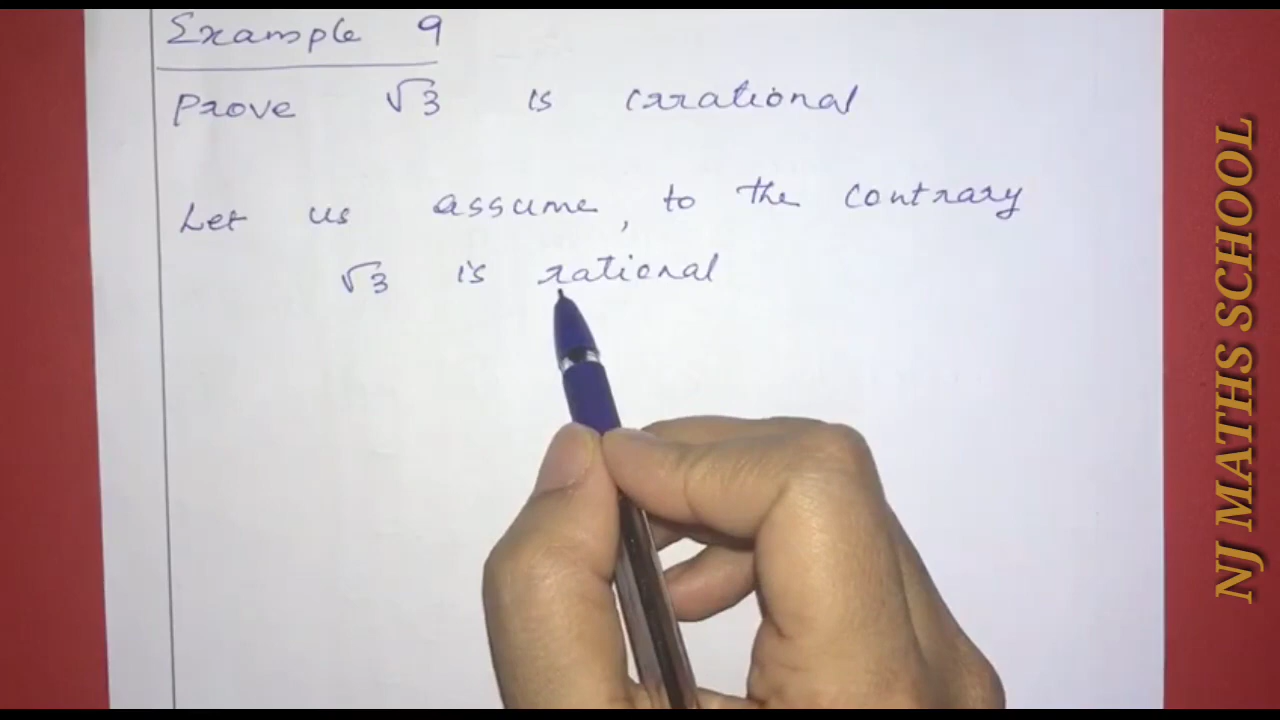 Example 9
Prove √3 is irrational
Let us assume, to the contrary
√3 is rational
NJ MATHS SCHOOL